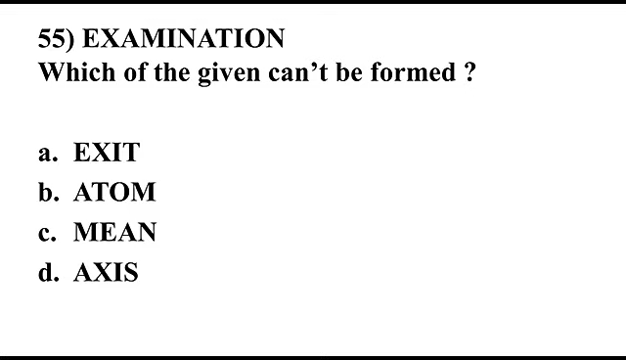 55) EXAMINATION
Which of the given can’t be formed ?
a. EXIT
b. ATOM
c. MEAN
d. AXIS